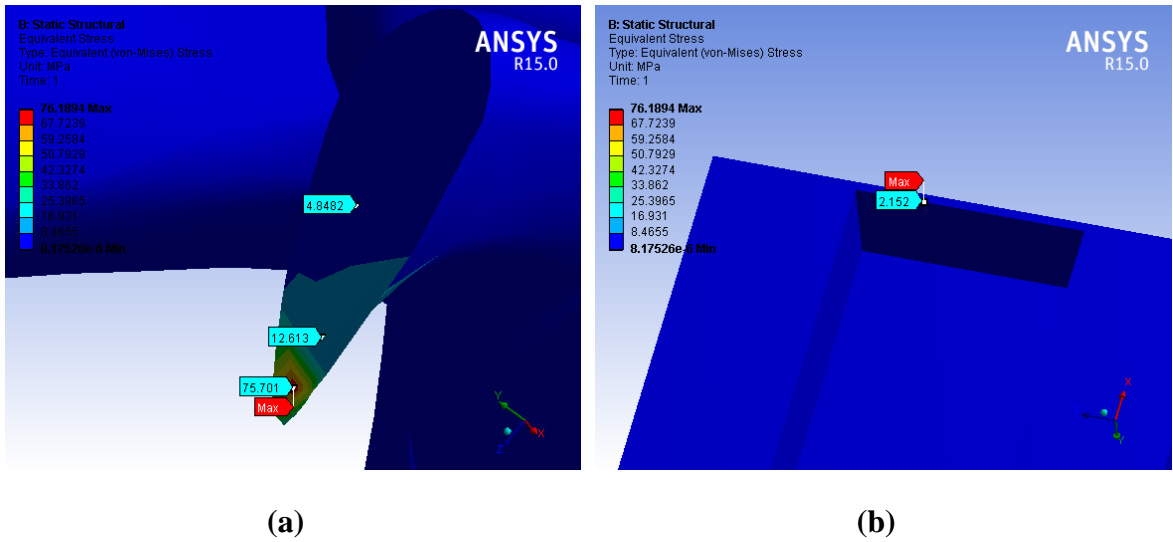 B: Static Structural
Equivalent Stress
Type: Equivalent (von-Mises) Stress
Unit: MPa
Time: 1
ANSYS
R15.0
76.1894 Max
67.7239
59.2584
50.7929
42.3274
33.862
25.3965
16.931
8.4655
8.17526e-6 Min
4.8482
12.613
75.701
Max
Y
X
Z
(a)
B: Static Structural
Equivalent Stress
Type: Equivalent (von-Mises) Stress
Unit: MPa
Time: 1
ANSYS
R15.0
76.1894 Max
67.7239
59.2584
50.7929
42.3274
33.862
25.3965
16.931
8.4655
8.17526e-6 Min
Max
2.152
X
Y
(b)